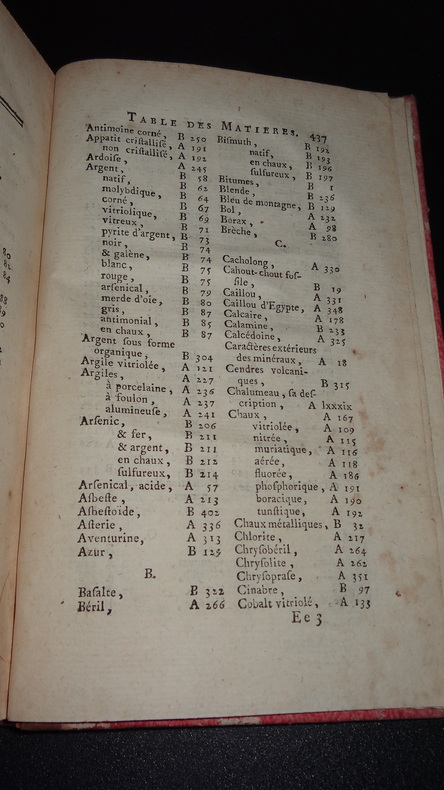 TABLE DES MATIERES. 437
Antimoine corné, B 250
Appatit criſtalliſé, A 191
non criſtalliſé, A 192
Ardoiſe, A 245
Argent, B 58
natif, B 62
molybdique, B 64
corné, B 67
vitriolique, B 69
vitreux, B 71
pyrite d'argent, B 73
noir, B 74
& galène, B 74
blanc, B 75
rouge, B 75
arſenical, B 79
merde d'oie, B 80
gris, B 87
antimonial, B 85
en chaux, B 87
Argent sous forme
organique, B 304
Argile vitriolée, A 121
Argiles, A 227
à porcelaine, A 236
à foulon, A 237
alumineuſe, A 241
Arſenic, B 206
& fer, B 211
& argent, B 211
en chaux, B 212
ſulfureux, B 214
Arſenical, acide, A 57
Aſbeſte, A 213
Aſbeſtoïde, B 402
Aſterie, A 336
Aventurine, A 313
Azur, B 129
B.
Baſalte, B 322
Béril, A 266
Biſmuth, B 192
natif, B 193
en chaux, B 196
ſulfureux, B 197
Bitumes, B 1
Blende, B 236
Bleu de montagne, B 129
Bol, A 232
Borax, A 98
Brèche, B 280
C.
Cacholong, A 330
Cahout-chout foſ-
ſile, B 19
Caillou, A 331
Caillou d'Egypte, A 348
Calcaire, A 178
Calamine, B 233
Calcédoine, A 325
Caractères extérieurs
des minéraux, A 18
Cendres volcani-
ques, B 315
Chalumeau, ſa deſ-
cription, A lxxxix
Chaux, A 167
vitriolée, A 109
nitrée, A 115
muriatique, A 116
aérée, A 118
fluorée, A 186
phoſphorique, A 191
boracique, A 190
tunſtique, A 192
Chaux métalliques, B 32
Chlorite, A 217
Chryſobéril, A 264
Chryſolite, A 262
Chryſoprase, A 351
Cinabre, B 97
Cobalt vitriolé, A 133
Ee 3